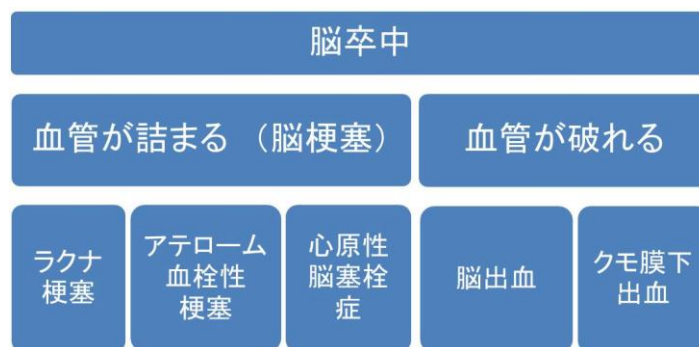 脳卒中
血管が詰まる （脳梗塞）
血管が破れる
ラクナ
梗塞
アテローム
血栓性
梗塞
心原性
脳塞栓
症
脳出血
クモ膜下
出血